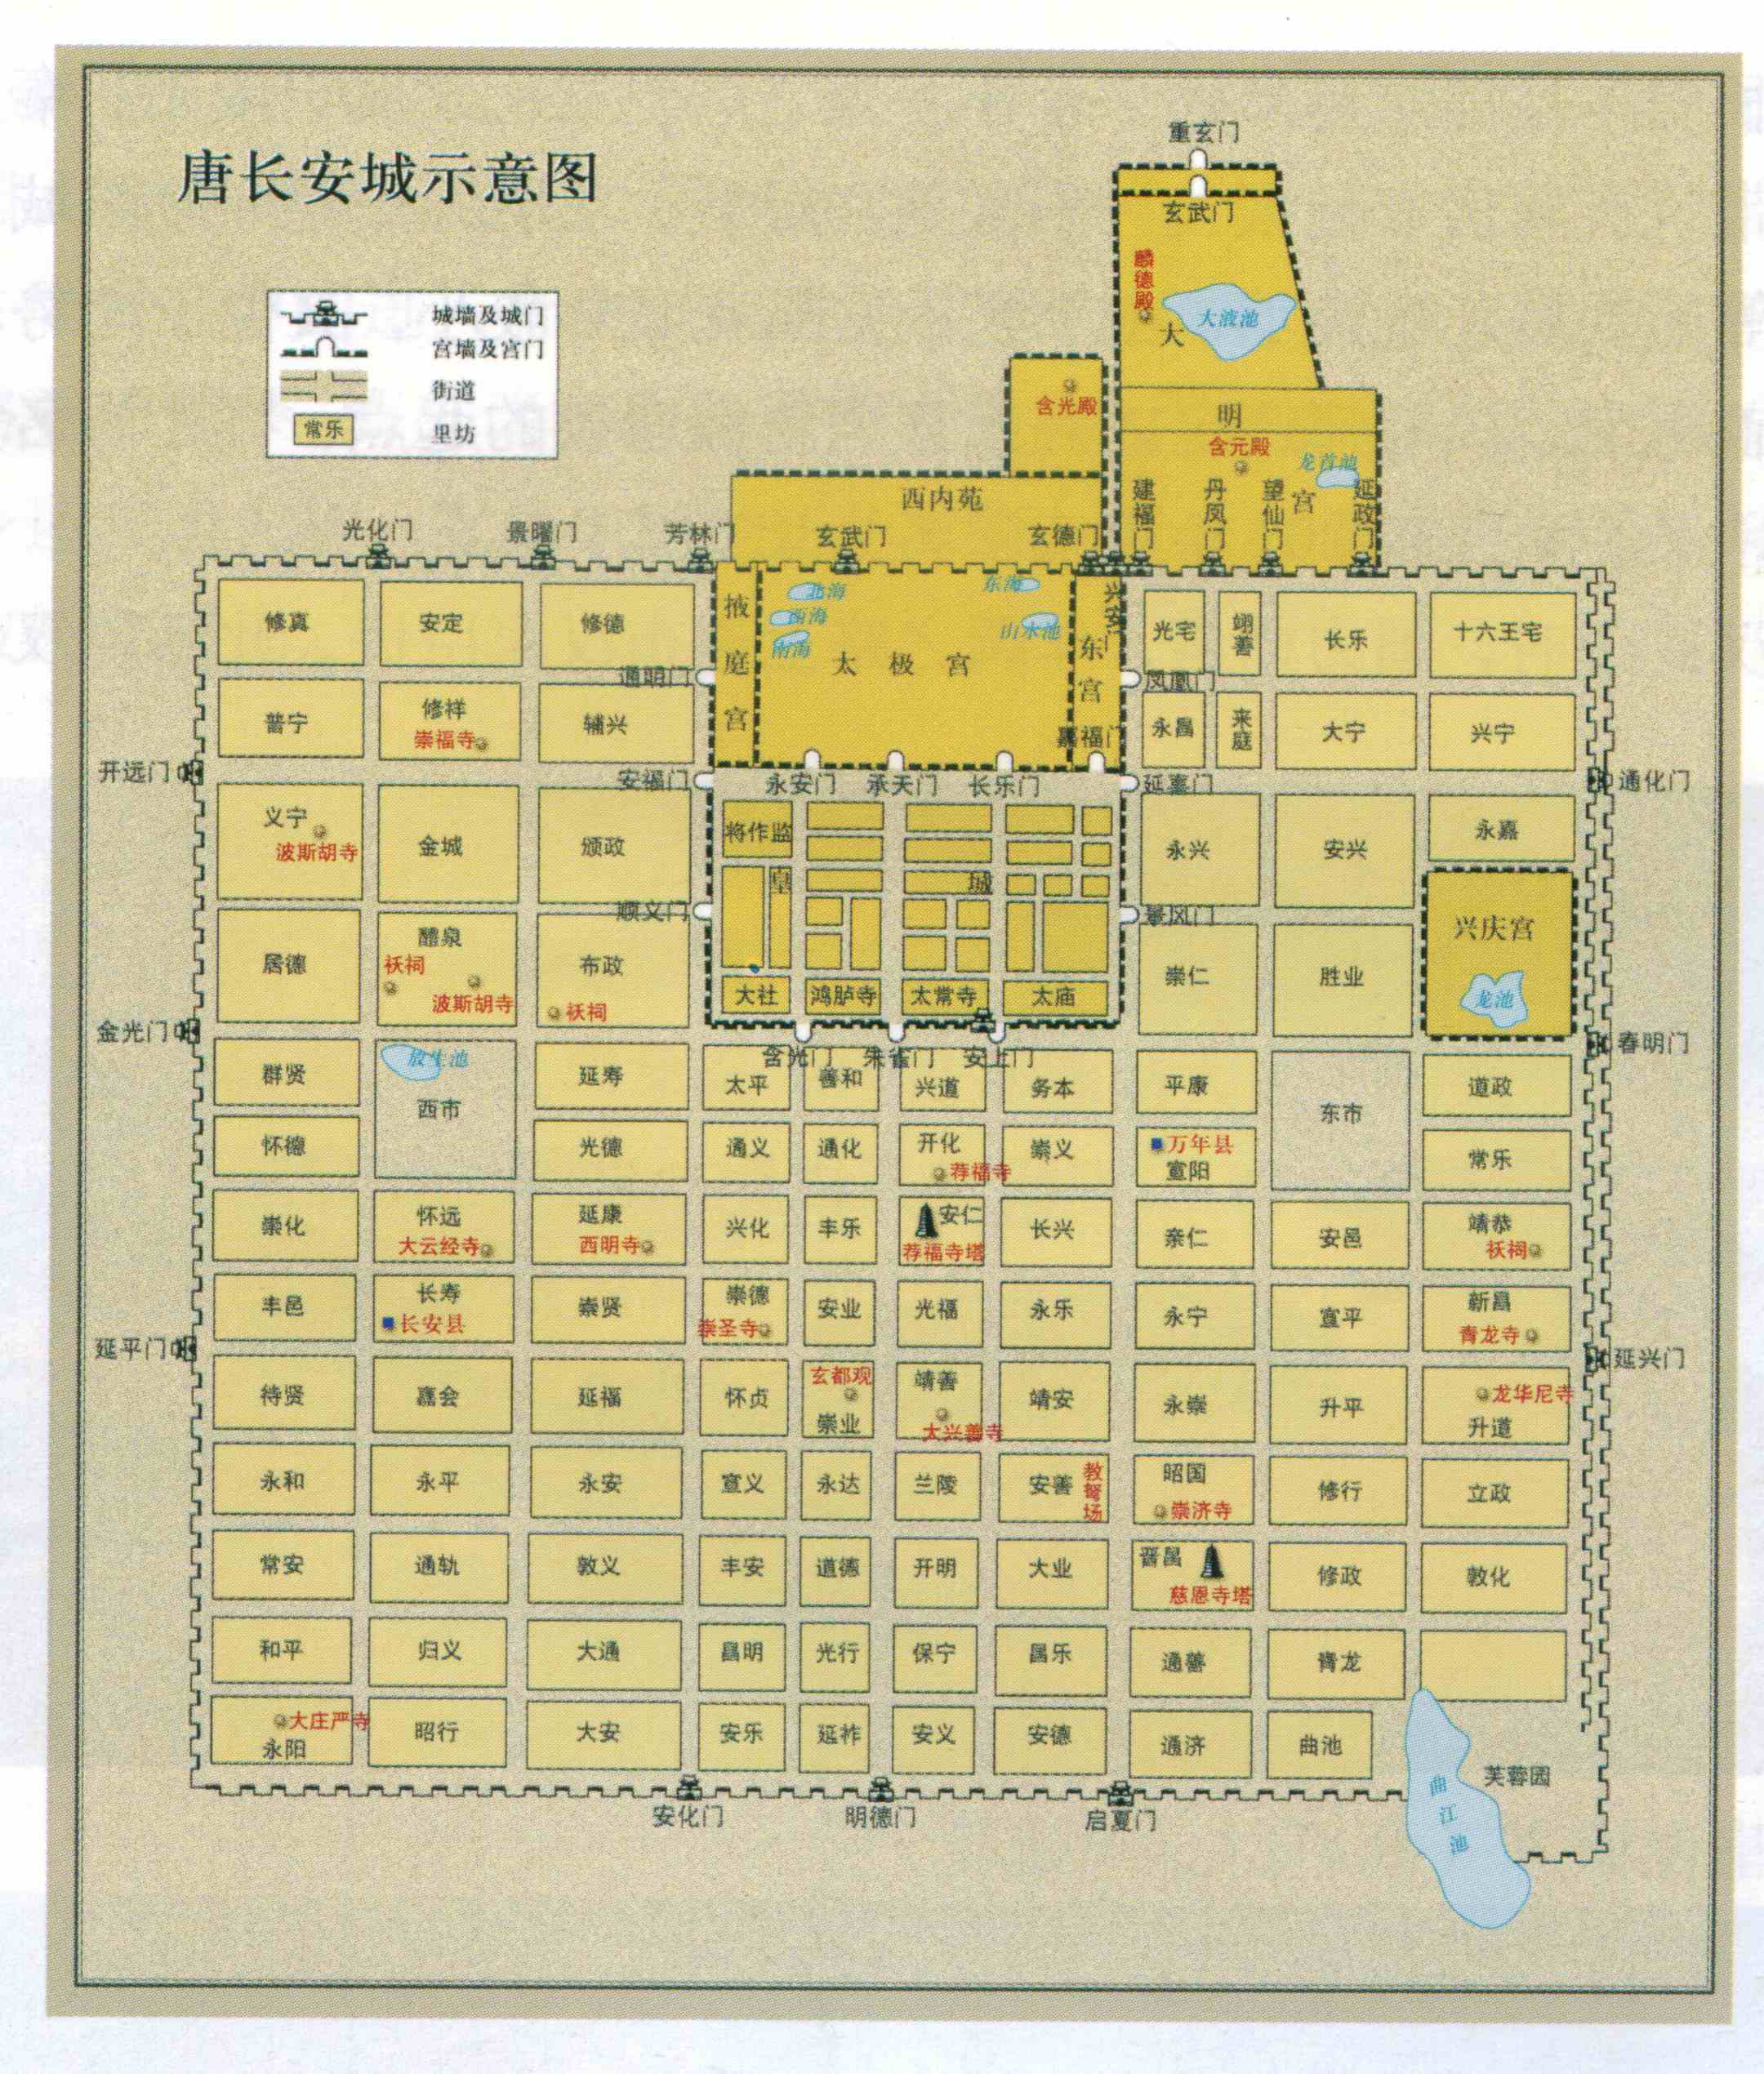 唐长安城示意图
城墙及城门
宫墙及宫门
街道
常乐
里坊
重玄门
玄武门
麟德殿
大液池
大
含光殿
明
含元殿
龙首池
宫
西内苑
建福门
丹凤门
望仙门
延政门
光化门
景曜门
芳林门
玄武门
玄德门
修真
安定
修德
掖庭宫
北海
西海
南海
东海
山水池
太极宫
兴安门
东宫
光宅
翊善
长乐
十六王宅
通明门
凤凰门
普宁
修祥
崇福寺
辅兴
嘉福门
永昌
来庭
大宁
兴宁
开远门
安福门
永安门
承天门
长乐门
延熹门
通化门
义宁
波斯胡寺
金城
颁政
将作监
永兴
安兴
永嘉
皇城
顺义门
景风门
兴庆宫
龙池
居德
醴泉
祆祠
波斯胡寺
布政
祆祠
大社
鸿胪寺
太常寺
太庙
崇仁
胜业
金光门
含光门
朱雀门
安上门
春明门
群贤
放生池
西市
延寿
太平
善和
兴道
务本
平康
东市
道政
怀德
光德
通义
通化
开化
荐福寺
崇义
万年县
宣阳
常乐
崇化
怀远
大云经寺
延康
西明寺
兴化
丰乐
安仁
荐福寺塔
长兴
亲仁
安邑
靖恭
祆祠
丰邑
长寿
长安县
崇贤
崇德
崇圣寺
安业
光福
永乐
永宁
宣平
新昌
青龙寺
延平门
延兴门
待贤
嘉会
延福
怀贞
玄都观
崇业
靖善
大兴善寺
靖安
永崇
升平
龙华尼寺
升道
永和
永平
永安
宣义
永达
兰陵
安善
教弩场
昭国
崇济寺
修行
立政
常安
通轨
敦义
丰安
道德
开明
大业
晋昌
慈恩寺塔
修政
敦化
和平
归义
大通
昌明
光行
保宁
昌乐
通善
青龙
大庄严寺
永阳
昭行
大安
安乐
延祚
安义
安德
通济
曲池
曲江池
芙蓉园
安化门
明德门
启夏门